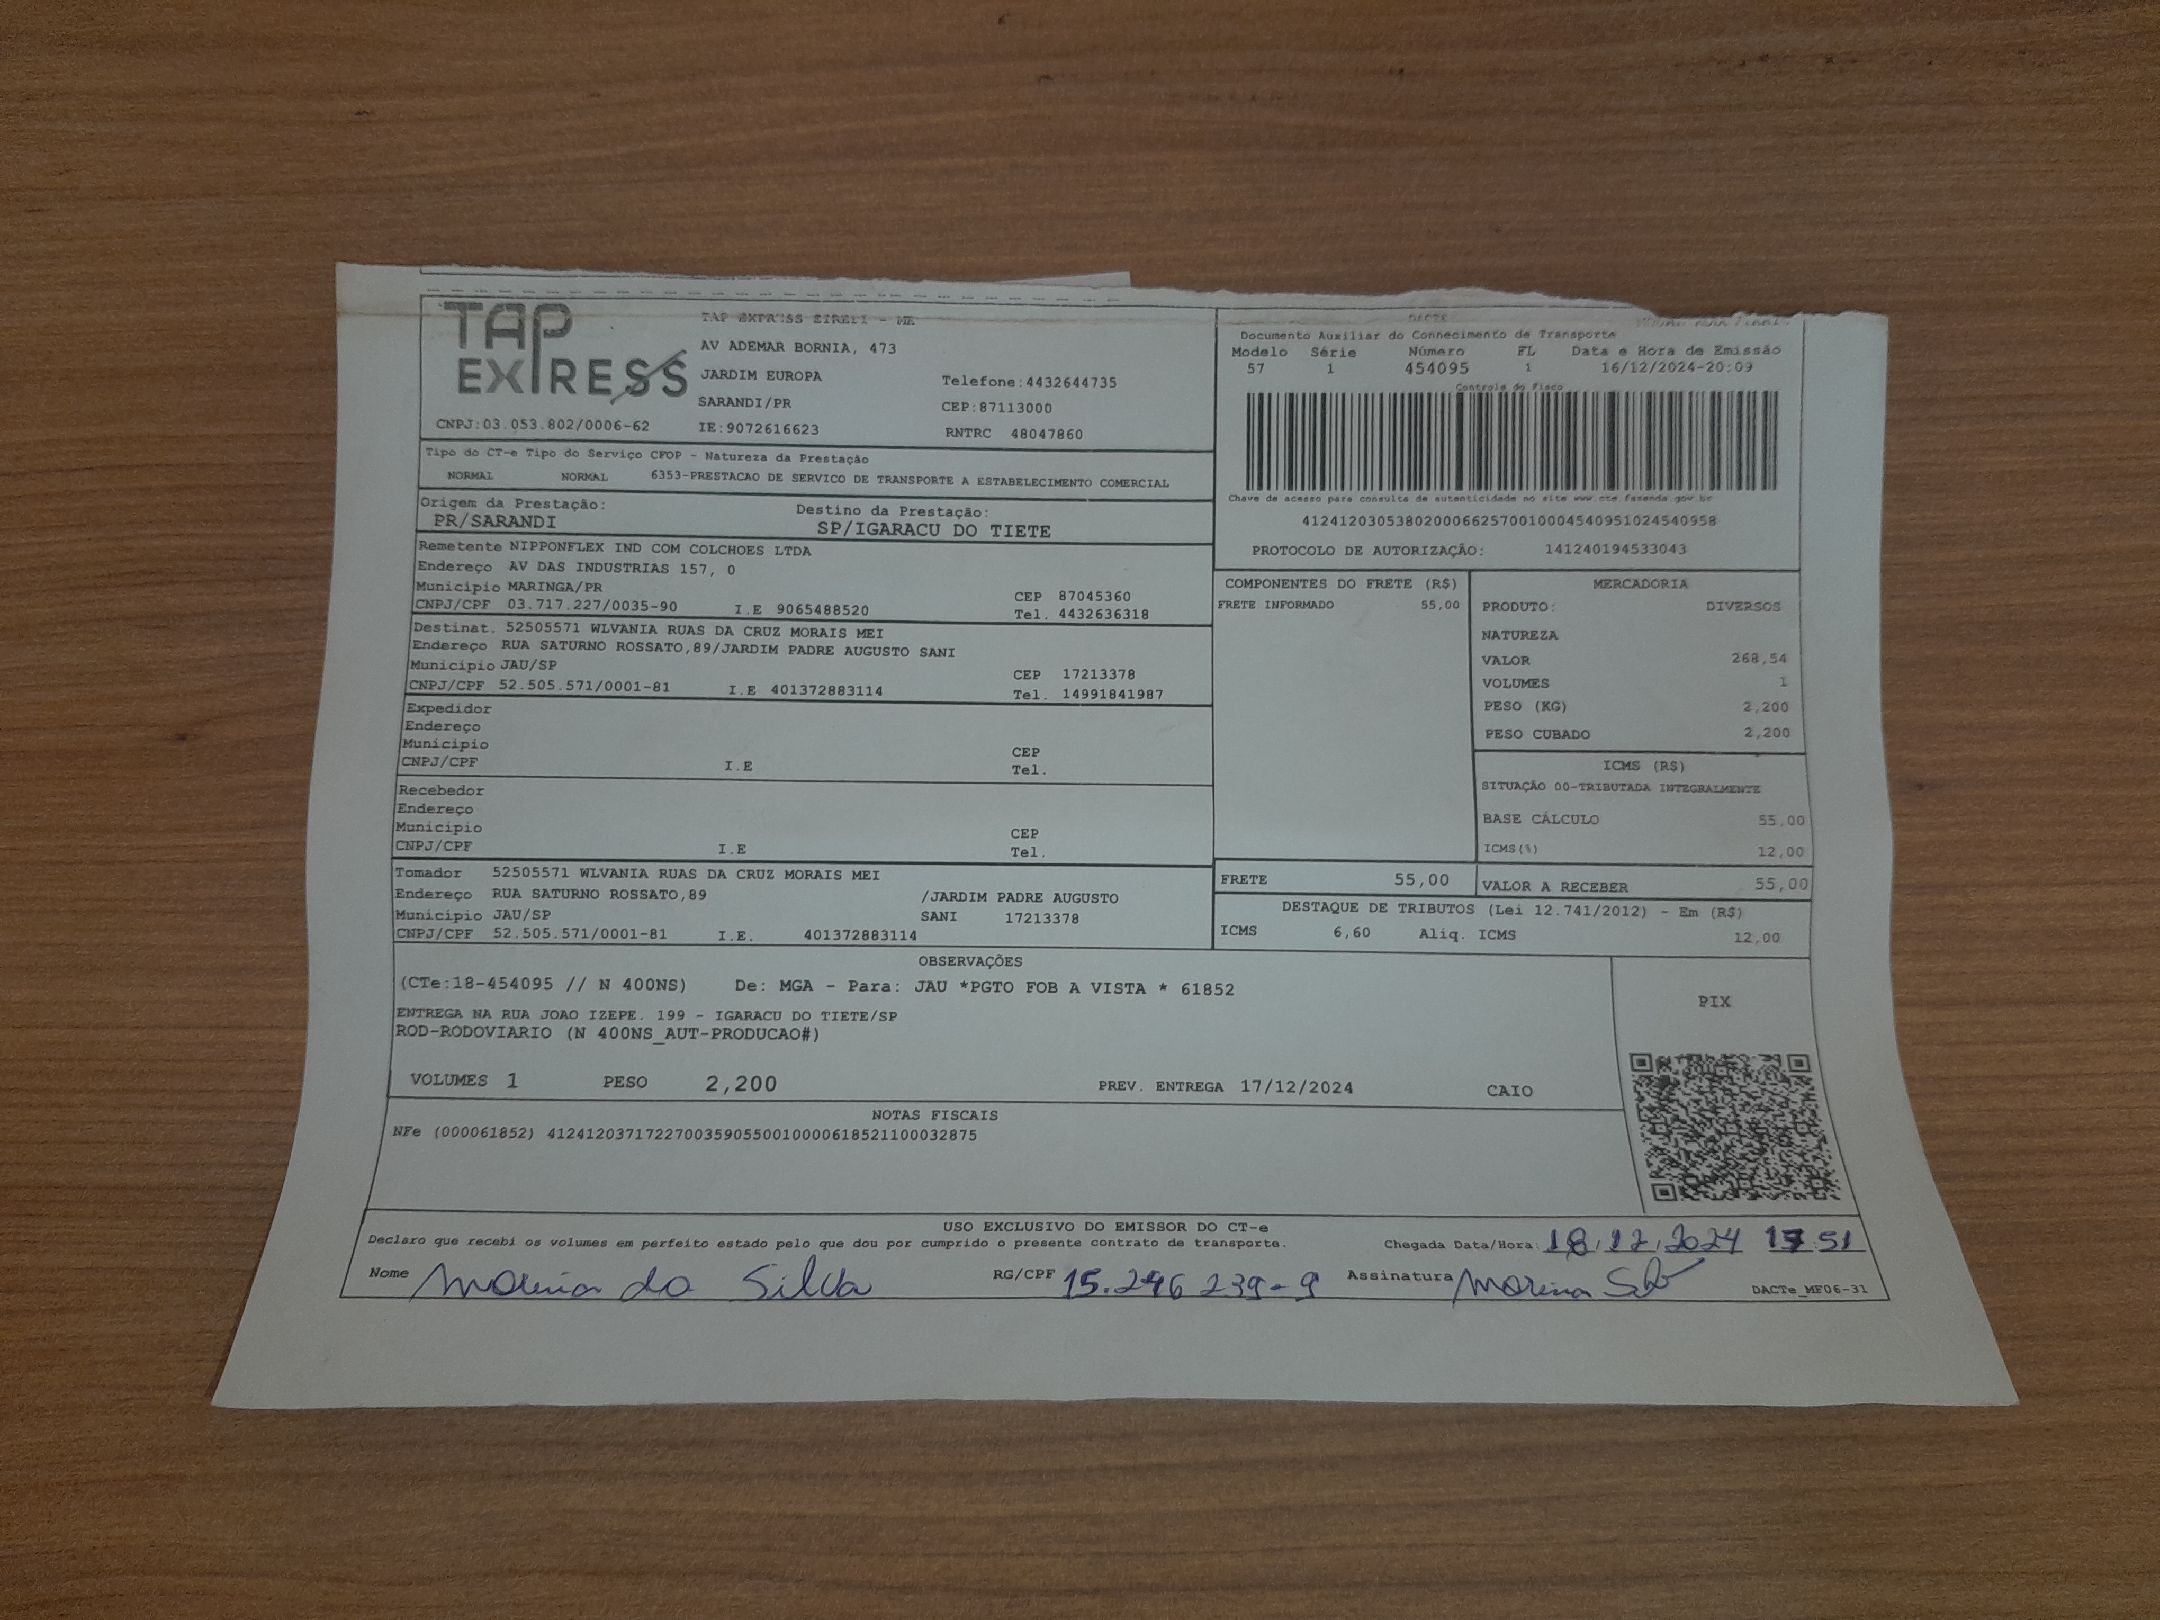 TAP EXPRESS
TAP EXPRESS EIRELI - ME
AV ADEMAR BORNIA, 473
JARDIM EUROPA Telefone:4432644735
SARANDI/PR CEP:87113000
CNPJ:03.053.802/0006-62 IE:9072616623 RNTRC 48047860
DACTE
Documento Auxiliar do Connecimento de Transporte
Modelo Série Número FL Data e Hora de Emissão
57 1 454095 1 16/12/2024-20:09
Controle do Fisco
Chave de acesso para consulta de autenticidade no site www.cte.fazenda.gov.br
41241203053802000662570010004540951024540958
PROTOCOLO DE AUTORIZAÇÃO: 141240194533043
Tipo do CT-e Tipo do Serviço CFOP - Natureza da Prestação
NORMAL NORMAL 6353-PRESTACAO DE SERVICO DE TRANSPORTE A ESTABELECIMENTO COMERCIAL
Origem da Prestação: Destino da Prestação:
PR/SARANDI SP/IGARACU DO TIETE
Remetente NIPPONFLEX IND COM COLCHOES LTDA
Endereço AV DAS INDUSTRIAS 157, 0
Municipio MARINGA/PR CEP 87045360
CNPJ/CPF 03.717.227/0035-90 I.E 9065488520 Tel. 4432636318
Destinat. 52505571 WLVANIA RUAS DA CRUZ MORAIS MEI
Endereço RUA SATURNO ROSSATO,89/JARDIM PADRE AUGUSTO SANI
Municipio JAU/SP CEP 17213378
CNPJ/CPF 52.505.571/0001-81 I.E 401372883114 Tel. 14991841987
Expedidor
Endereço
Municipio CEP
CNPJ/CPF I.E Tel.
Recebedor
Endereço
Municipio CEP
CNPJ/CPF I.E Tel.
Tomador 52505571 WLVANIA RUAS DA CRUZ MORAIS MEI
Endereço RUA SATURNO ROSSATO,89 /JARDIM PADRE AUGUSTO
Municipio JAU/SP SANI 17213378
CNPJ/CPF 52.505.571/0001-81 I.E. 401372883114
COMPONENTES DO FRETE (R$)
FRETE INFORMADO 55,00
MERCADORIA
PRODUTO: DIVERSOS
NATUREZA
VALOR 268,54
VOLUMES 1
PESO (KG) 2,200
PESO CUBADO 2,200
ICMS (R$)
SITUAÇÃO 00-TRIBUTADA INTEGRALMENTE
BASE CÁLCULO 55,00
ICMS(%) 12,00
FRETE 55,00 VALOR A RECEBER 55,00
DESTAQUE DE TRIBUTOS (Lei 12.741/2012) - Em (R$)
ICMS 6,60 Aliq. ICMS 12,00
OBSERVAÇÕES
(CTe:18-454095 // N 400NS) De: MGA - Para: JAU *PGTO FOB A VISTA * 61852
ENTREGA NA RUA JOAO IZEPE. 199 - IGARACU DO TIETE/SP
ROD-RODOVIARIO (N 400NS_AUT-PRODUCAO#)
VOLUMES 1 PESO 2,200 PREV. ENTREGA 17/12/2024 CAIO
PIX
NOTAS FISCAIS
NFe (000061852) 41241203717227003590550010000618521100032875
USO EXCLUSIVO DO EMISSOR DO CT-e
Declaro que recebi os volumes em perfeito estado pelo que dou por cumprido o presente contrato de transporte. Chegada Data/Hora: 18/12/2024 17:51
Nome da Silva RG/CPF 15.296 239-9 Assinatura
DACTe_MF06-31